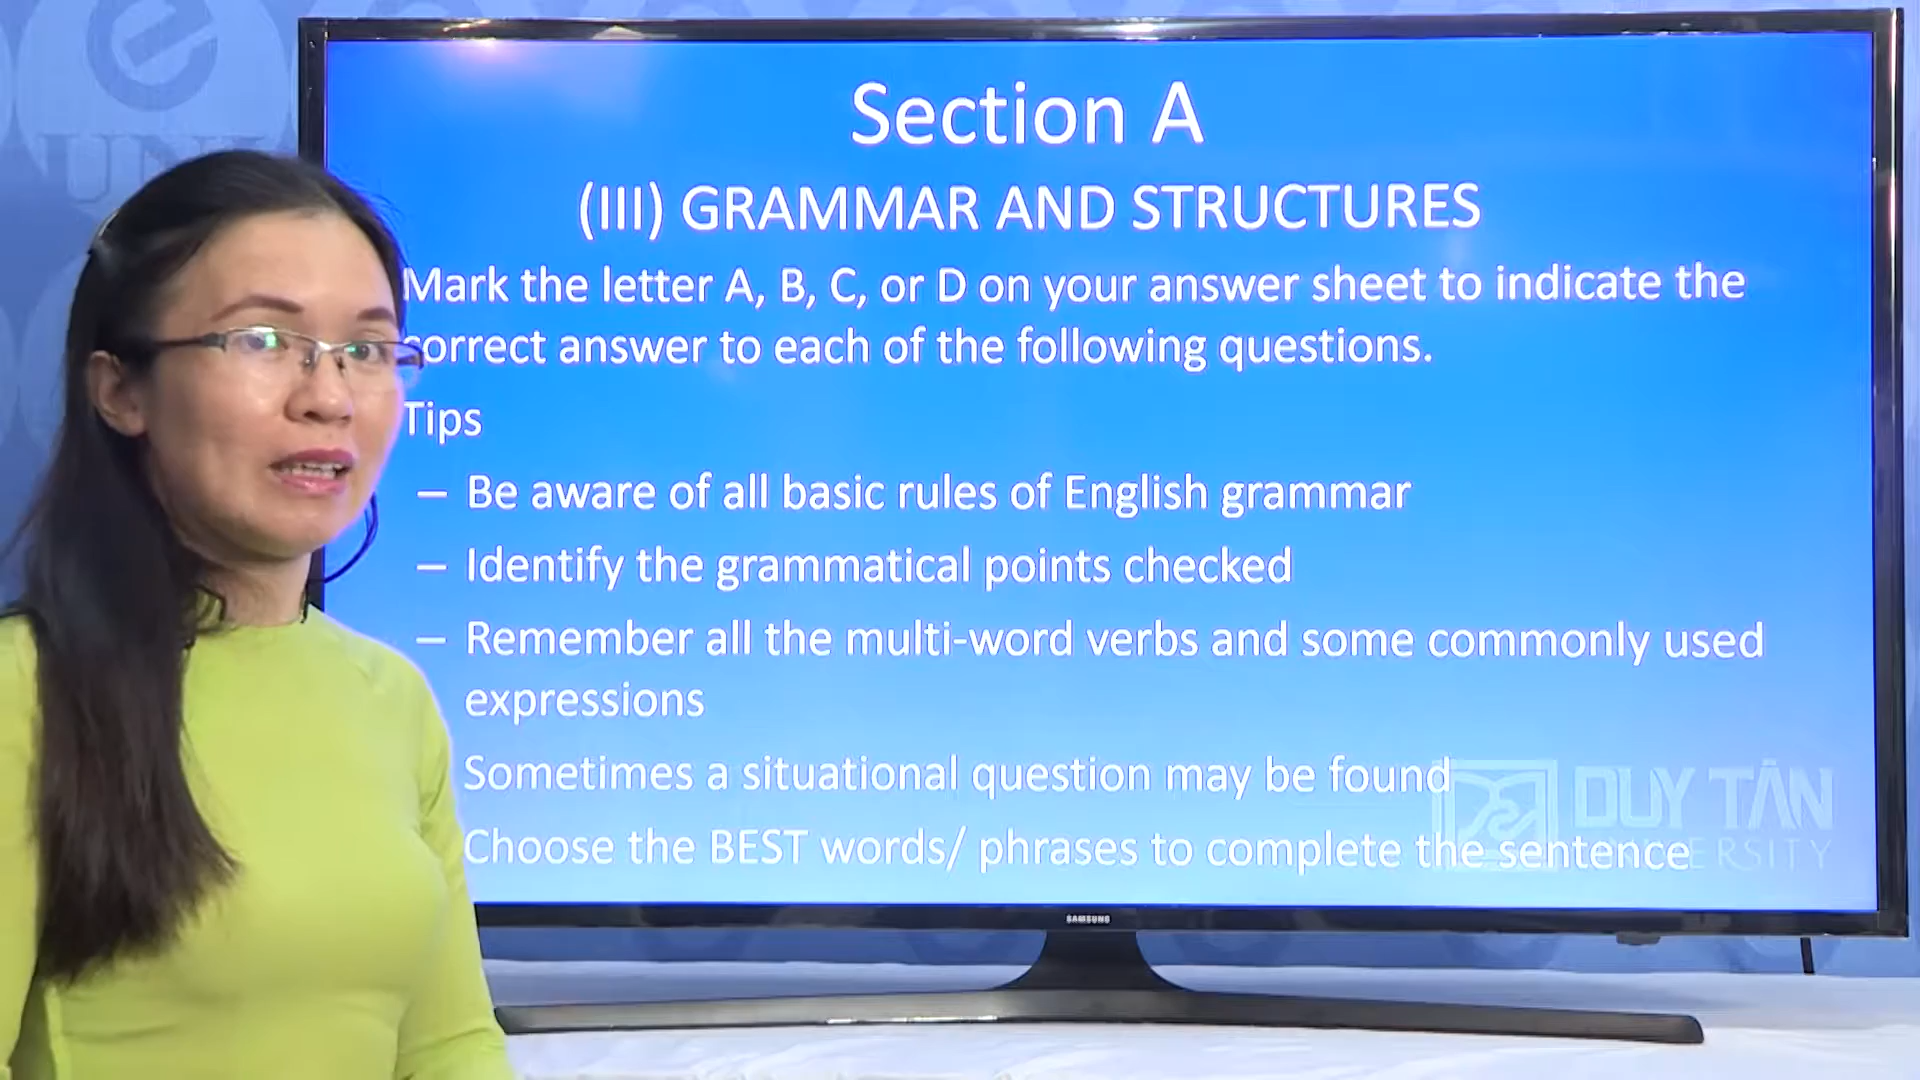 UNI
Section A
(III) GRAMMAR AND STRUCTURES
Mark the letter A, B, C, or D on your answer sheet to indicate the
correct answer to each of the following questions.
Tips
– Be aware of all basic rules of English grammar
– Identify the grammatical points checked
– Remember all the multi-word verbs and some commonly used
expressions
Sometimes a situational question may be found
Choose the BEST words/ phrases to complete the sentence
DUY TÂN
UNIVERSITY
SAMSUNG